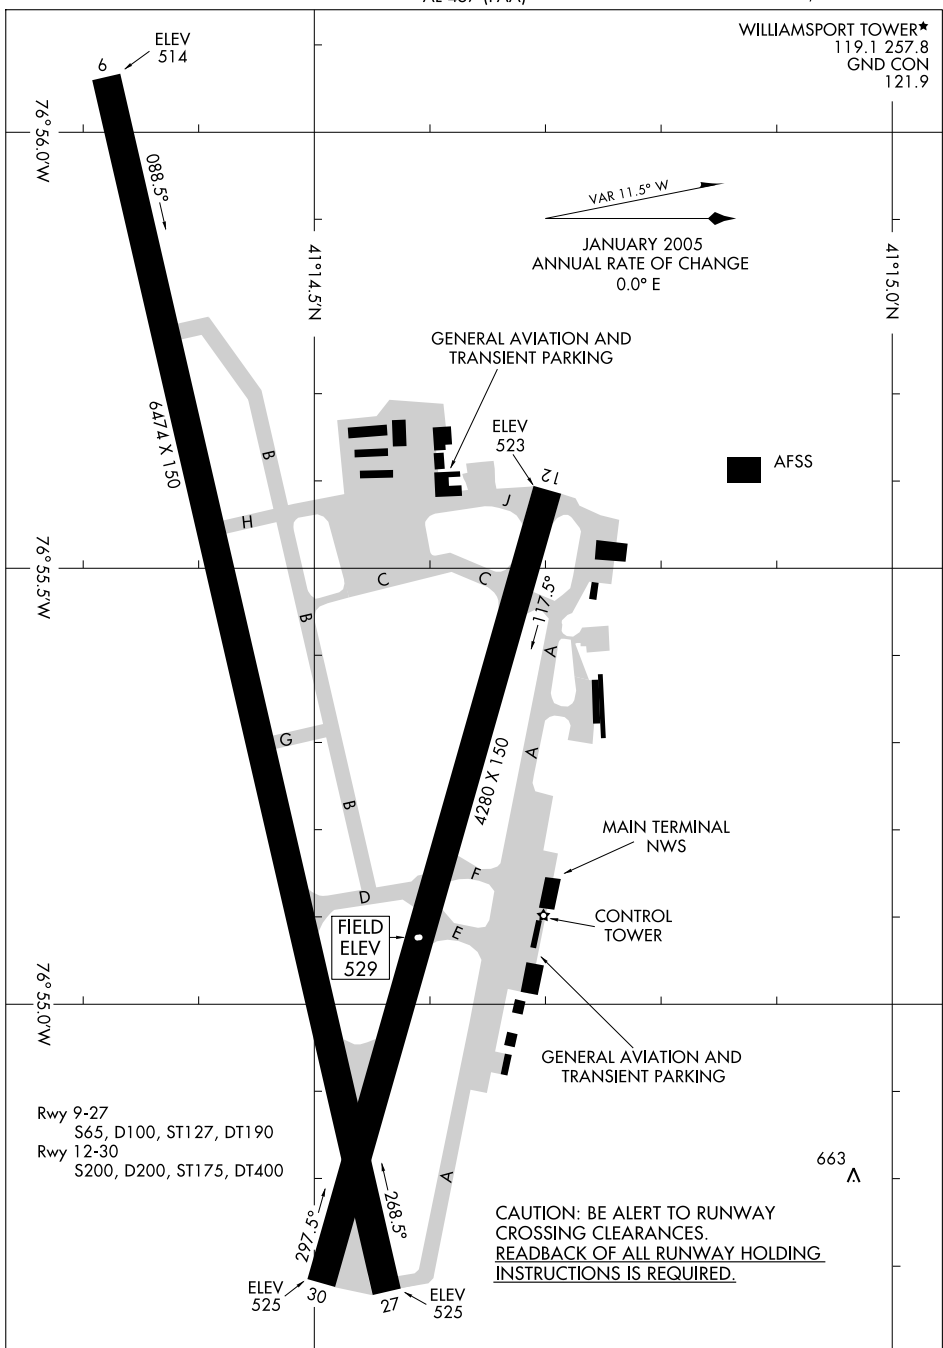 AL-457 (FAA)
WILLIAMSPORT TOWER★
119.1 257.8
GND CON
121.9
ELEV
514
9
76°56.0'W
088.5°
VAR 11.5° W
JANUARY 2005
ANNUAL RATE OF CHANGE
0.0° E
41°14.5'N
41°15.0'N
GENERAL AVIATION AND
TRANSIENT PARKING
6474 X 150
ELEV
523
12
AFSS
B
H
J
76°55.5'W
C
C
117.5°
B
A
G
A
4280 X 150
B
MAIN TERMINAL
NWS
F
D
CONTROL
TOWER
FIELD
ELEV
529
E
76°55.0'W
GENERAL AVIATION AND
TRANSIENT PARKING
Rwy 9-27
S65, D100, ST127, DT190
Rwy 12-30
S200, D200, ST175, DT400
663
A
297.5°
268.5°
CAUTION: BE ALERT TO RUNWAY
CROSSING CLEARANCES.
READBACK OF ALL RUNWAY HOLDING
INSTRUCTIONS IS REQUIRED.
ELEV
525
30
27
ELEV
525